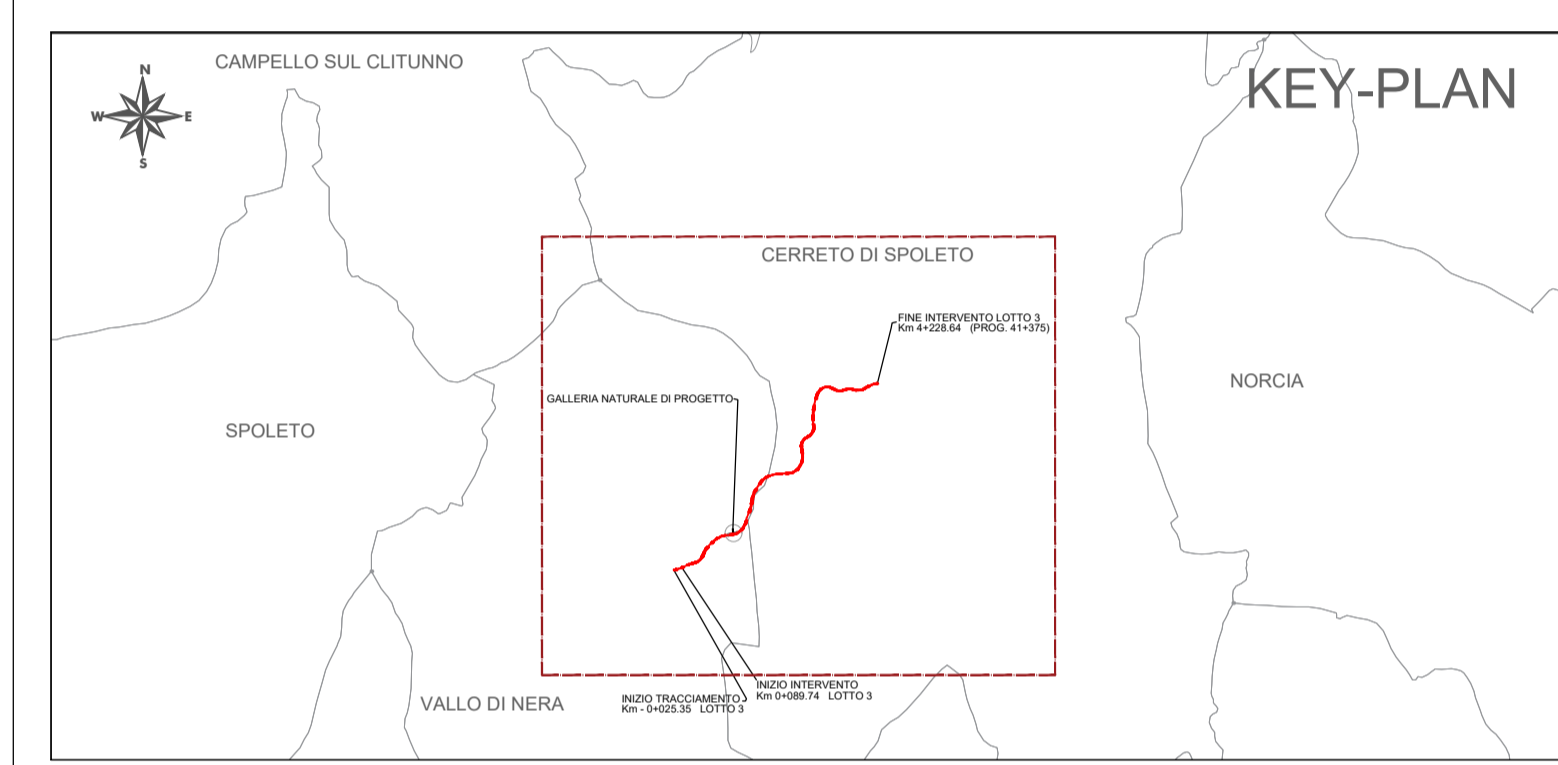 CAMPELLO SUL CLITUNNO
KEY-PLAN
N
W
E
S
CERRETO DI SPOLETO
FINE INTERVENTO LOTTO 3
Km 4+228.64 (PROG. 41+375)
NORCIA
GALLERIA NATURALE DI PROGETTO
SPOLETO
VALLO DI NERA
INIZIO TRACCIAMENTO
Km - 0+025.35 LOTTO 3
INIZIO INTERVENTO
Km 0+089.74 LOTTO 3